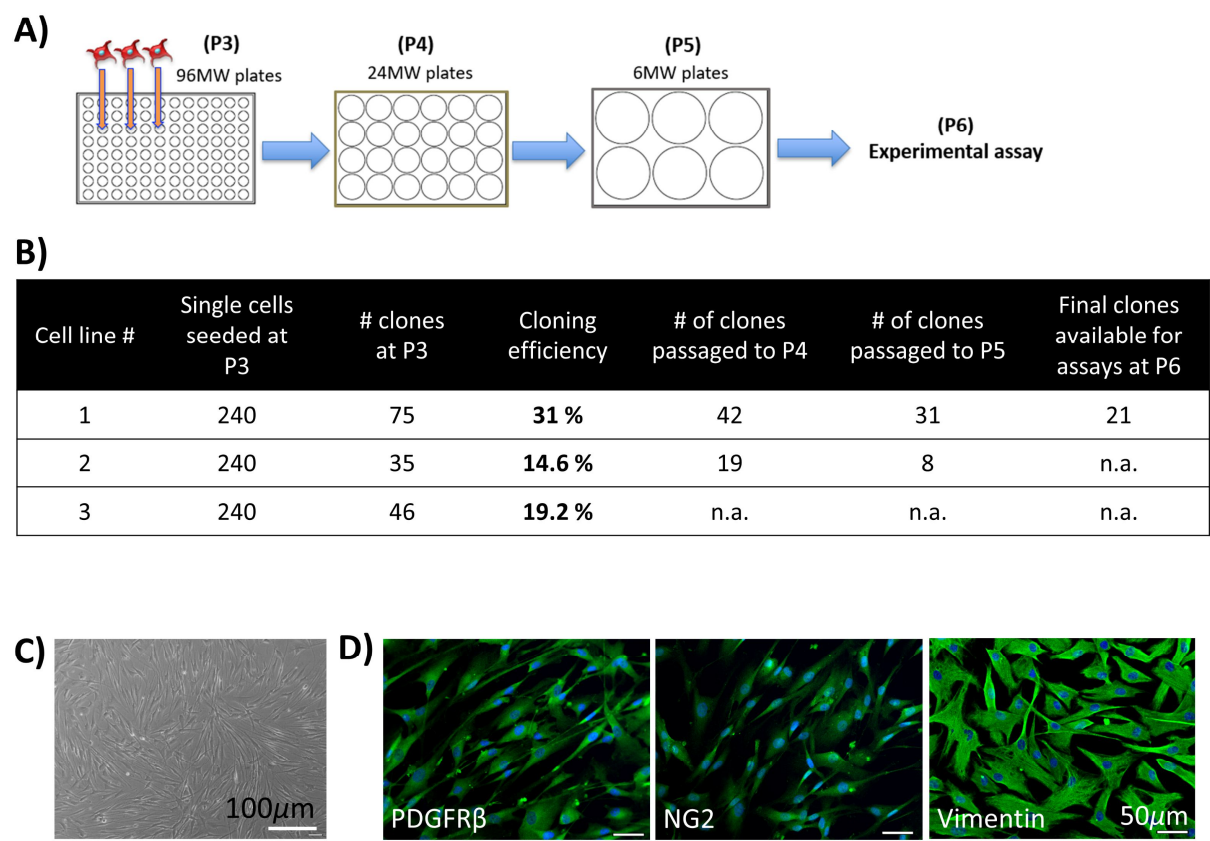 A)
(P3)
96MW plates
(P4)
24MW plates
(P5)
6MW plates
(P6)
Experimental assay
B)
Cell line #
Single cells
seeded at
P3
# clones
at P3
Cloning
efficiency
# of clones
passaged to P4
# of clones
passaged to P5
Final clones
available for
assays at P6
1 240 75 31 % 42 31 21
2 240 35 14.6 % 19 8 n.a.
3 240 46 19.2 % n.a. n.a. n.a.
C)
100μm
D)
PDGFRβ
NG2
Vimentin
50μm